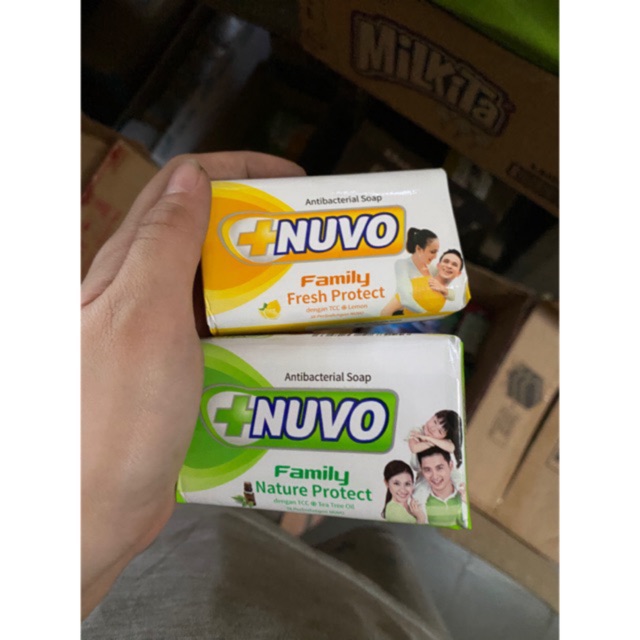 MiLKiTa
Antibacterial Soap
NUVO
Family
Fresh Protect
dengan TCC & Lemon
Antibacterial Soap
NUVO
Family
Nature Protect
dengan TCC & Tea Tree Oil